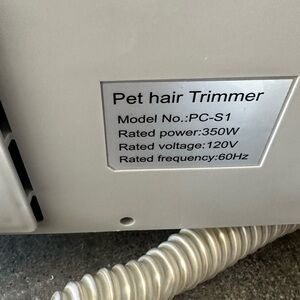 Pet hair Trimmer
Model No.:PC-S1
Rated power:350W
Rated voltage:120V
Rated frequency:60Hz